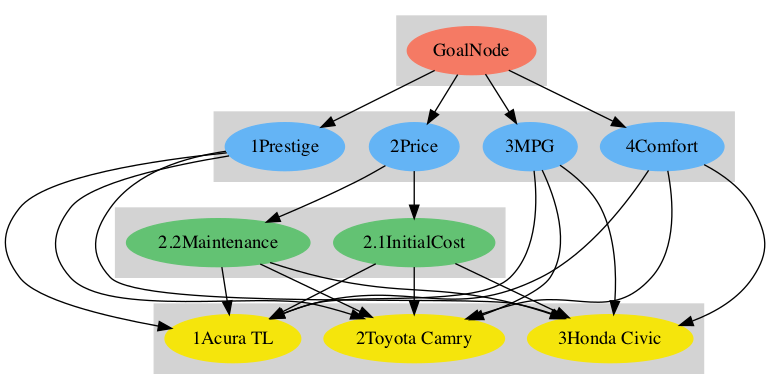 GoalNode
1Prestige
2Price
3MPG
4Comfort
2.2Maintenance
2.1InitialCost
1Acura TL
2Toyota Camry
3Honda Civic